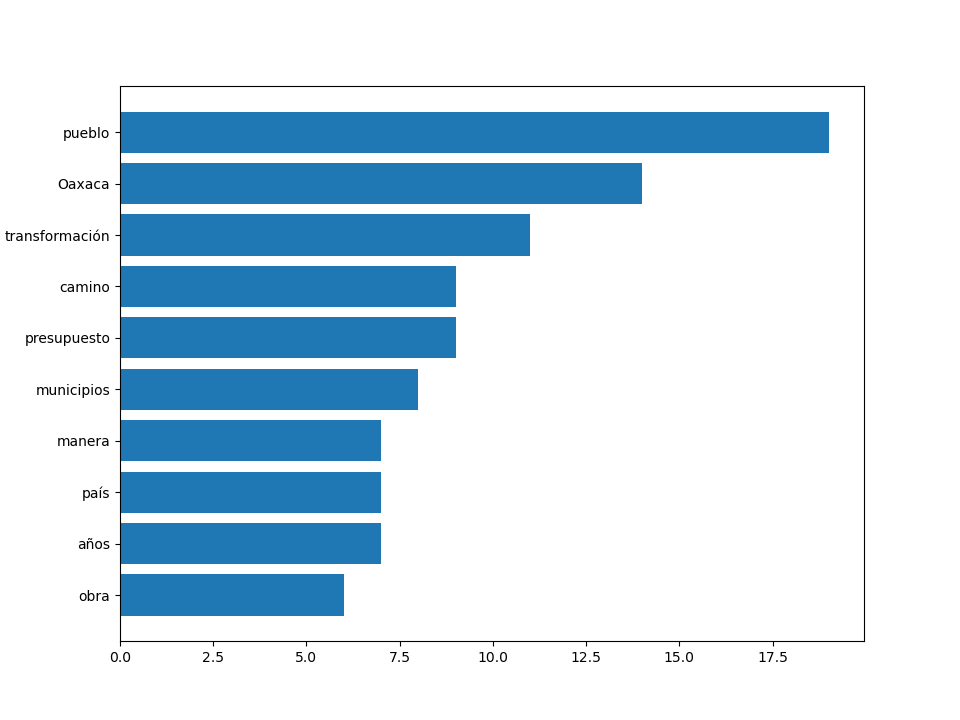 pueblo
Oaxaca
transformación
camino
presupuesto
municipios
manera
país
años
obra
0.0 2.5 5.0 7.5 10.0 12.5 15.0 17.5